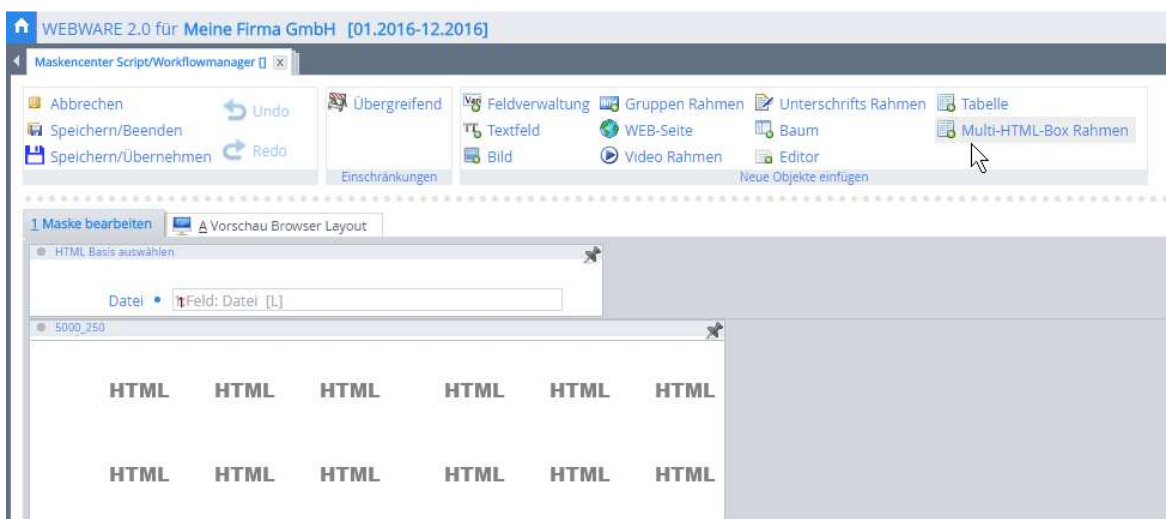 WEBWARE 2.0 für Meine Firma GmbH [01.2016-12.2016]
Maskencenter Script/Workflowmanager [] x
Abbrechen
Speichern/Beenden
Speichern/Übernehmen
Undo
Redo
Übergreifend
Einschränkungen
Feldverwaltung Gruppen Rahmen Unterschrifts Rahmen Tabelle
Textfeld WEB-Seite Baum Multi-HTML-Box Rahmen
Bild Video Rahmen Editor
Neue Objekte einfügen
1 Maske bearbeiten A Vorschau Browser Layout
HTML Basis auswählen
Datei Feld: Datei [L]
5000_250
HTML HTML HTML HTML HTML HTML
HTML HTML HTML HTML HTML HTML